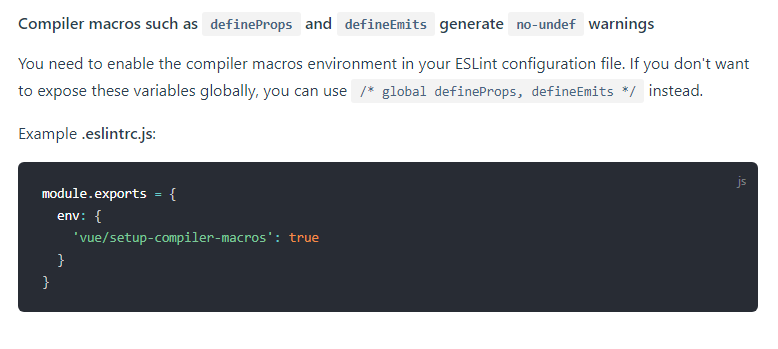 Compiler macros such as defineProps and defineEmits generate no-undef warnings
You need to enable the compiler macros environment in your ESLint configuration file. If you don't want
to expose these variables globally, you can use /* global defineProps, defineEmits */ instead.
Example .eslintrc.js:
js
module.exports = {
  env: {
    'vue/setup-compiler-macros': true
  }
}